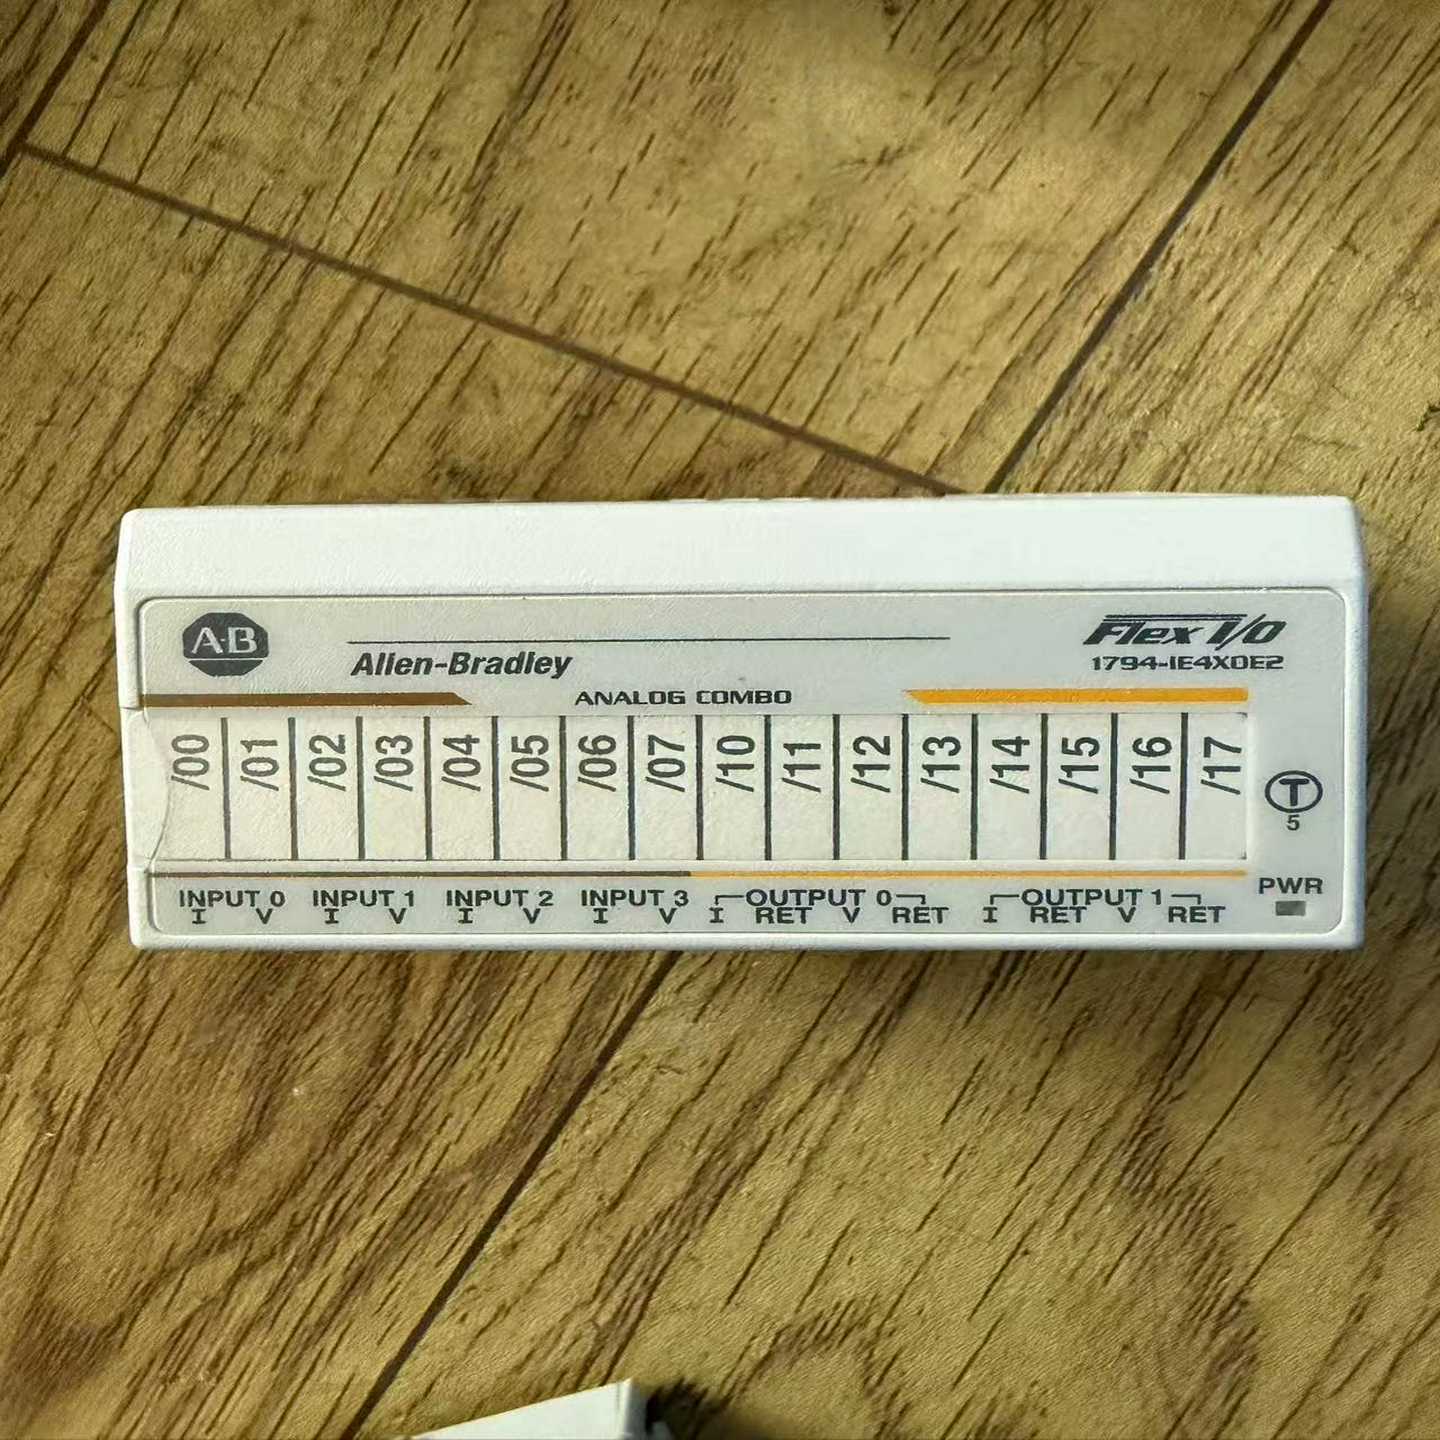 A·B
Allen-Bradley
Flex I/O
1794-IE4XOE2
ANALOG COMBO
/00 /01 /02 /03 /04 /05 /06 /07 /10 /11 /12 /13 /14 /15 /16 /17
T
5
PWR
INPUT 0 INPUT 1 INPUT 2 INPUT 3 OUTPUT 0 OUTPUT 1
I V I V I V I V I RET V RET I RET V RET